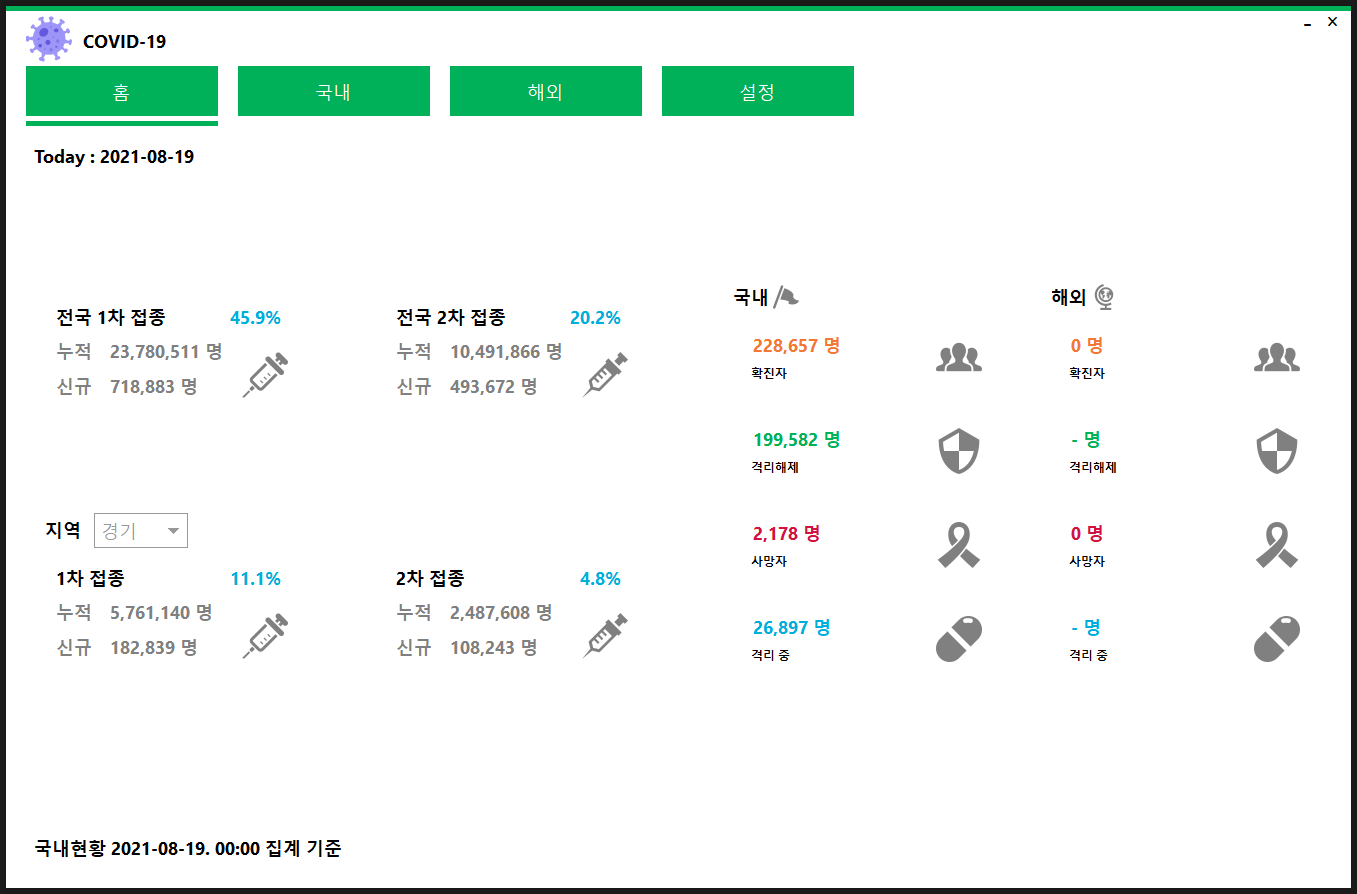 COVID-19
홈 국내 해외 설정
Today : 2021-08-19
전국 1차 접종 45.9%
누적 23,780,511 명
신규 718,883 명
전국 2차 접종 20.2%
누적 10,491,866 명
신규 493,672 명
지역 경기
1차 접종 11.1%
누적 5,761,140 명
신규 182,839 명
2차 접종 4.8%
누적 2,487,608 명
신규 108,243 명
국내
228,657 명
확진자
199,582 명
격리해제
2,178 명
사망자
26,897 명
격리 중
해외
0 명
확진자
- 명
격리해제
0 명
사망자
- 명
격리 중
국내현황 2021-08-19. 00:00 집계 기준